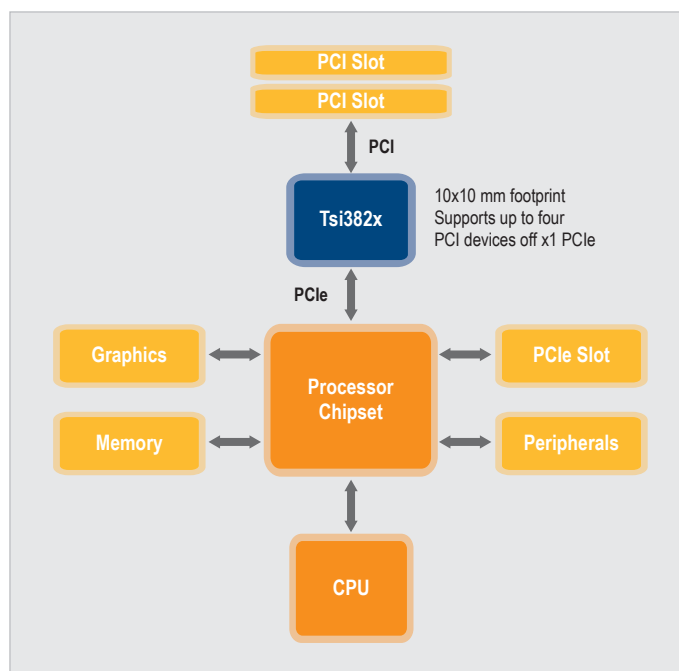 PCI Slot
PCI Slot
PCI
Tsi382x
10x10 mm footprint
Supports up to four
PCI devices off x1 PCIe
PCIe
Graphics
PCIe Slot
Processor
Chipset
Memory
Peripherals
CPU